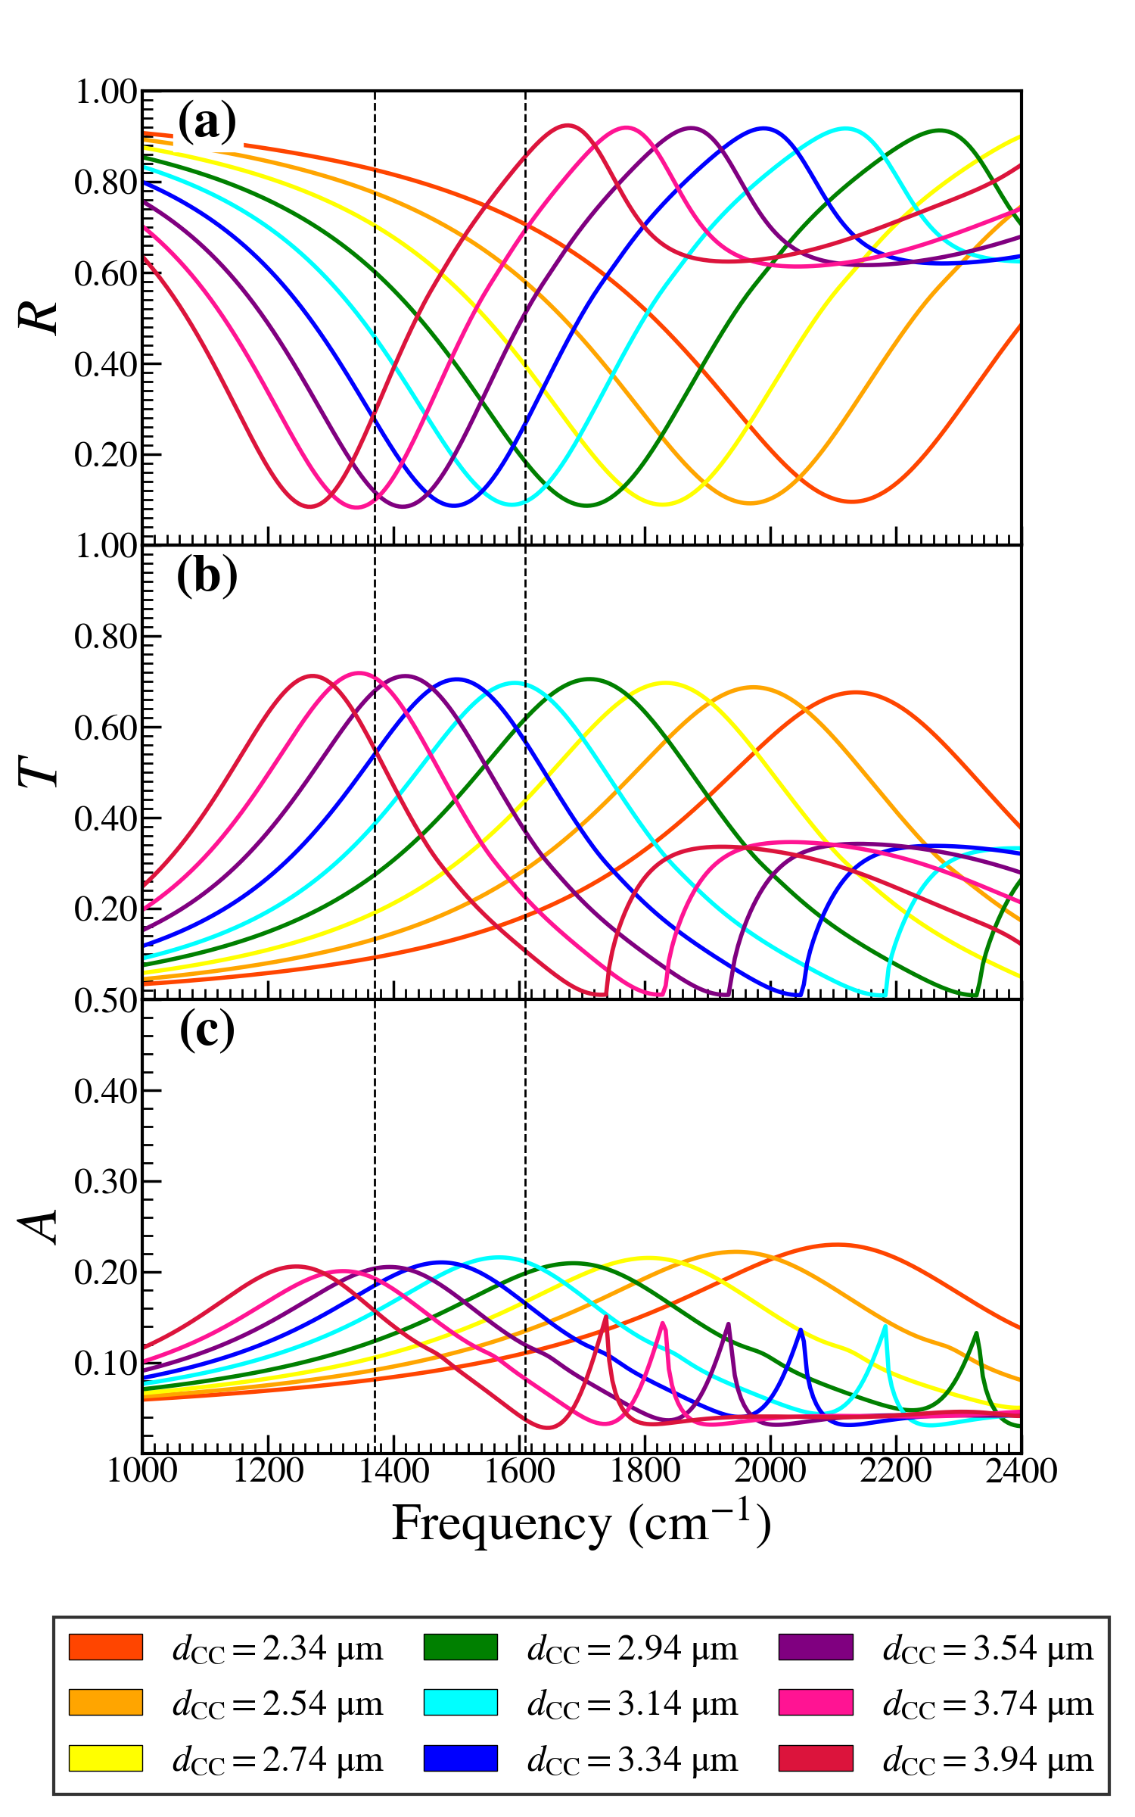 (a)
1.00
0.80
0.60
0.40
0.20
R
(b)
1.00
0.80
0.60
0.40
0.20
T
(c)
0.50
0.40
0.30
0.20
0.10
A
1000 1200 1400 1600 1800 2000 2200 2400
Frequency (cm⁻¹)
d_CC = 2.34 μm d_CC = 2.94 μm d_CC = 3.54 μm
d_CC = 2.54 μm d_CC = 3.14 μm d_CC = 3.74 μm
d_CC = 2.74 μm d_CC = 3.34 μm d_CC = 3.94 μm